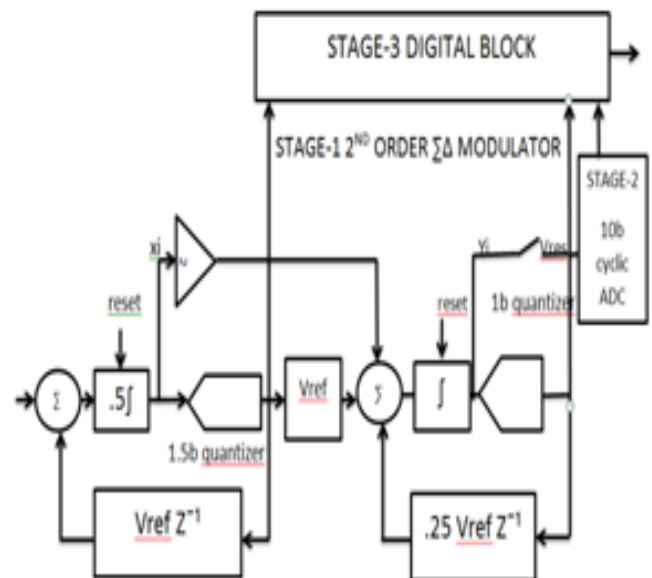 STAGE-3 DIGITAL BLOCK
STAGE-1 2ND ORDER ∑Δ MODULATOR
STAGE-2
10b
cyclic
ADC
xi
Yi
Vres
reset
reset
1b quantizer
Σ
.5∫
Vref
Σ
∫
1.5b quantizer
Vref Z⁻¹
.25 Vref Z⁻¹